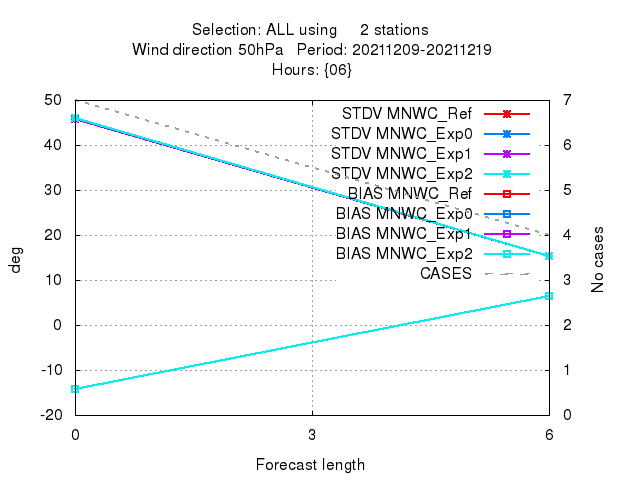 Selection: ALL using 2 stations
Wind direction 50hPa Period: 20211209-20211219
Hours: {06}
50 7
STDV MNWC_Ref
40 6
STDV MNWC_Exp0
STDV MNWC_Exp1
STDV MNWC_Exp2
30 5
BIAS MNWC_Ref
BIAS MNWC_Exp0
20 4
BIAS MNWC_Exp1
BIAS MNWC_Exp2
deg
No cases
CASES
10 3
0 2
-10 1
-20 0
0 3 6
Forecast length